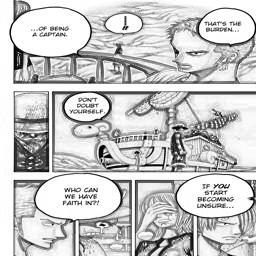 THAT'S THE
BURDEN...
!
...OF BEING
A CAPTAIN.
DON'T
DOUBT
YOURSELF.
IF YOU
START
BECOMING
UNSURE...
WHO CAN
WE HAVE
FAITH IN?!